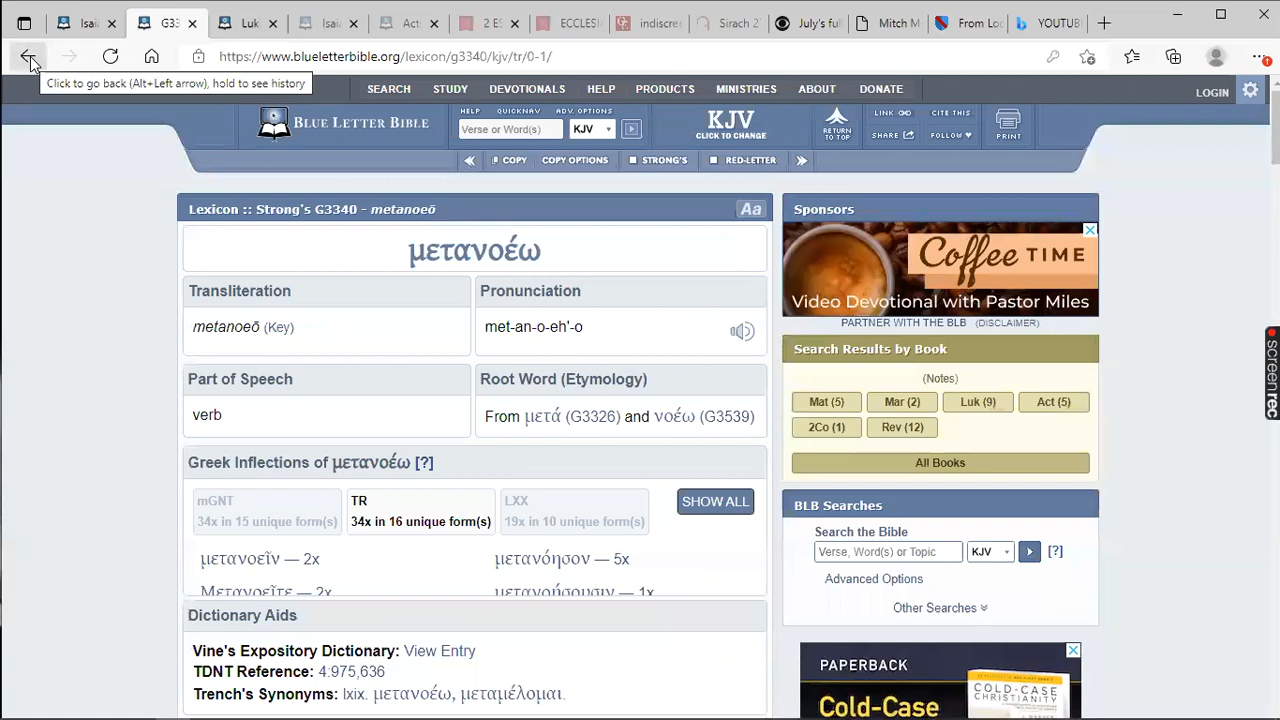 Isai
G33
Luk
Isai
Act
2 ES
ECCLES
indiscre
Sirach 2
July's ful
Mitch M
From Loc
YOUTUB
https://www.blueletterbible.org/lexicon/g3340/kjv/tr/0-1/
Click to go back (Alt+Left arrow), hold to see history
SEARCH STUDY DEVOTIONALS HELP PRODUCTS MINISTRIES ABOUT DONATE LOGIN
BLUE LETTER BIBLE
HELP QUICKNAV ADV. OPTIONS
Verse or Word(s) KJV
KJV
CLICK TO CHANGE
RETURN
TO TOP
LINK CITE THIS
SHARE FOLLOW
PRINT
COPY COPY OPTIONS STRONG'S RED-LETTER
Lexicon :: Strong's G3340 - metanoeō Aa
μετανοέω
Transliteration
metanoeō (Key)
Pronunciation
met-an-o-eh'-o
Part of Speech
verb
Root Word (Etymology)
From μετά (G3326) and νοέω (G3539)
Greek Inflections of μετανοέω [?]
mGNT
34x in 15 unique form(s)
TR
34x in 16 unique form(s)
LXX
19x in 10 unique form(s)
SHOW ALL
μετανοεῖν — 2x μετανόησον — 5x
Μετανοεῖτε — 2x μετανοήσουσιν — 1x
Dictionary Aids
Vine's Expository Dictionary: View Entry
TDNT Reference: 4:975,636
Trench's Synonyms: lxix. μετανοέω, μεταμέλομαι.
Sponsors
Coffee TIME
Video Devotional with Pastor Miles
PARTNER WITH THE BLB (DISCLAIMER)
Search Results by Book
(Notes)
Mat (5) Mar (2) Luk (9) Act (5)
2Co (1) Rev (12)
All Books
BLB Searches
Search the Bible
Verse, Word(s) or Topic KJV [?]
Advanced Options
Other Searches
PAPERBACK
Cold-Case
COLD-CASE
CHRISTIANITY
screenrec